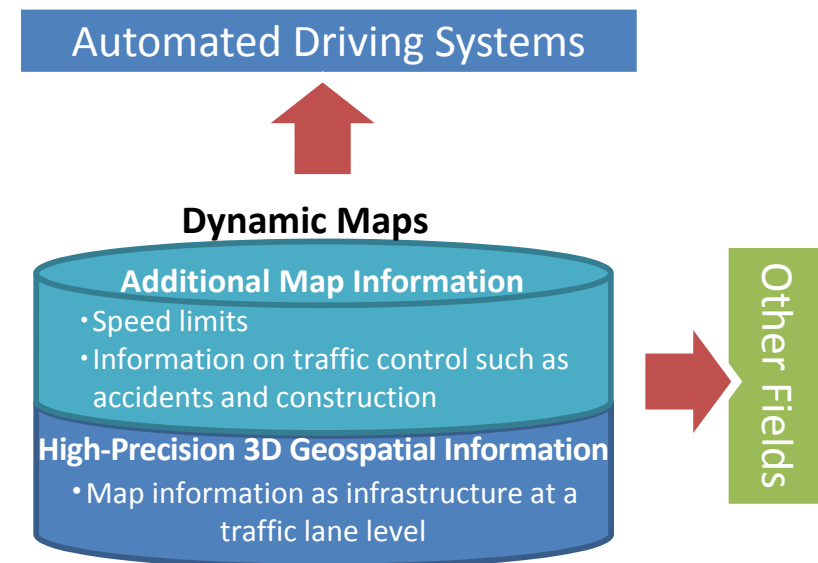 Automated Driving Systems
Dynamic Maps
Additional Map Information
・Speed limits
・Information on traffic control such as
accidents and construction
High-Precision 3D Geospatial Information
・Map information as infrastructure at a
traffic lane level
Other Fields